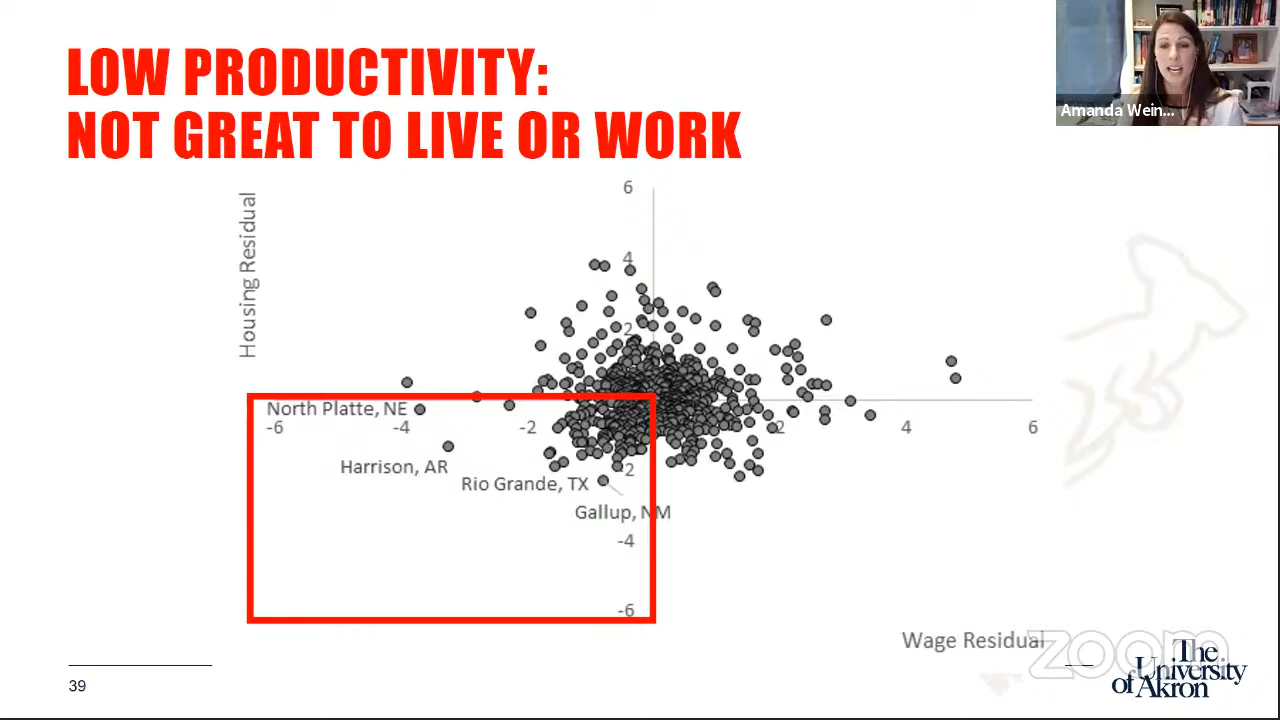 LOW PRODUCTIVITY:
NOT GREAT TO LIVE OR WORK
Amanda Wein...
Housing Residual
6
4
2
North Platte, NE
-6
-4
-2
2
4
6
Harrison, AR
-2
Rio Grande, TX
Gallup, NM
-4
-6
Wage Residual
zoom
The
University
of Akron
39